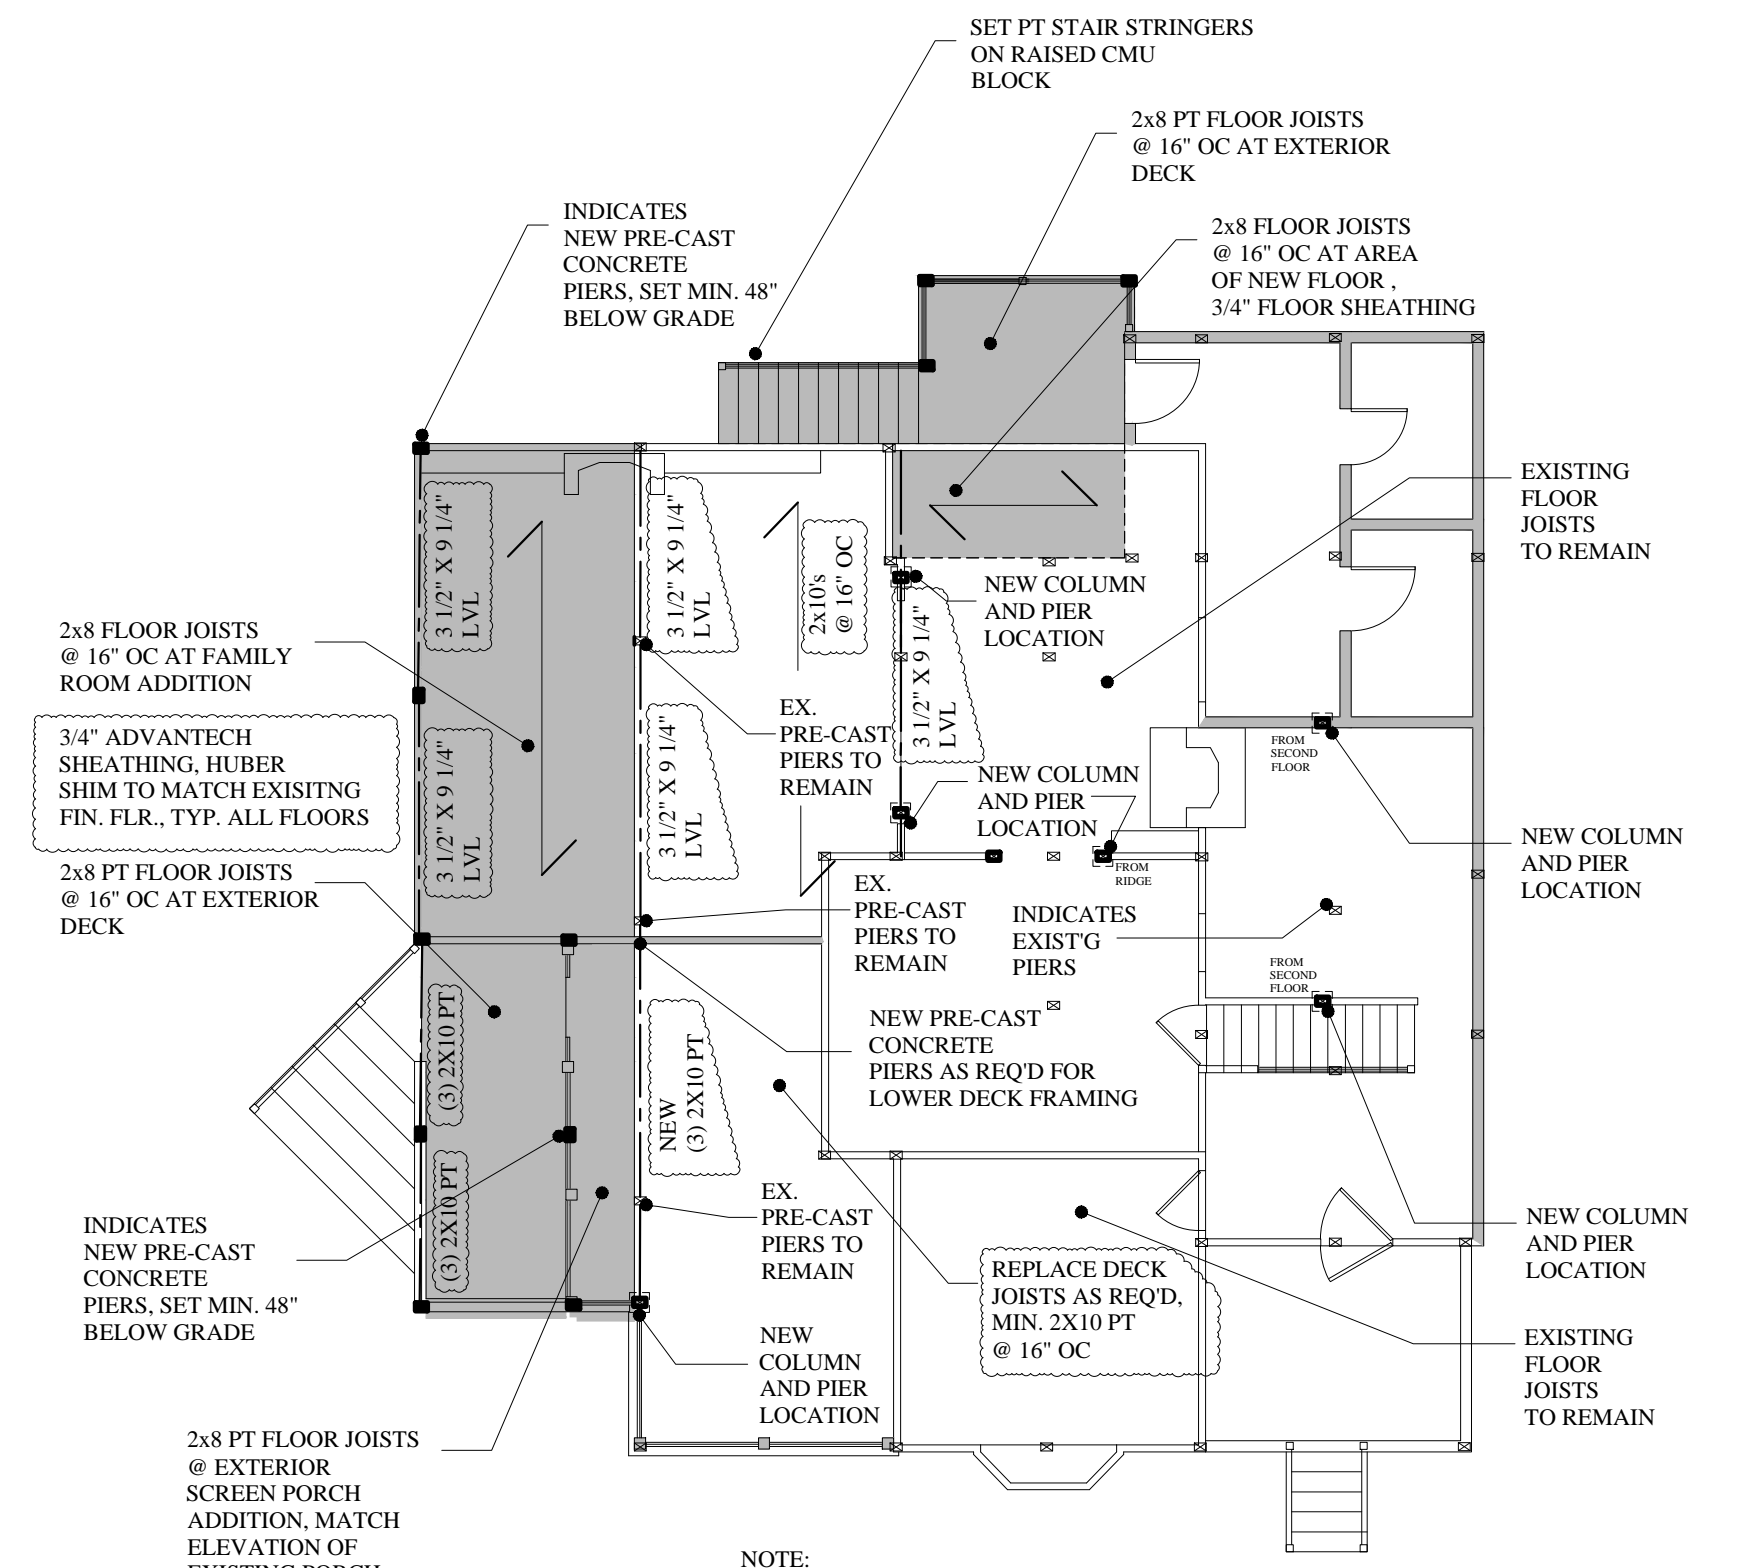 SET PT STAIR STRINGERS
ON RAISED CMU
BLOCK
2x8 PT FLOOR JOISTS
@ 16" OC AT EXTERIOR
DECK
INDICATES
NEW PRE-CAST
CONCRETE
PIERS, SET MIN. 48"
BELOW GRADE
2x8 FLOOR JOISTS
@ 16" OC AT AREA
OF NEW FLOOR ,
3/4" FLOOR SHEATHING
EXISTING
FLOOR
JOISTS
TO REMAIN
3 1/2" X 9 1/4"
LVL
3 1/2" X 9 1/4"
LVL
2x10's
@ 16" OC
NEW COLUMN
AND PIER
LOCATION
3 1/2" X 9 1/4"
LVL
2x8 FLOOR JOISTS
@ 16" OC AT FAMILY
ROOM ADDITION
3/4" ADVANTECH
SHEATHING, HUBER
SHIM TO MATCH EXISITNG
FIN. FLR., TYP. ALL FLOORS
2x8 PT FLOOR JOISTS
@ 16" OC AT EXTERIOR
DECK
3 1/2" X 9 1/4"
LVL
3 1/2" X 9 1/4"
LVL
EX.
PRE-CAST
PIERS TO
REMAIN
NEW COLUMN
AND PIER
LOCATION
FROM
SECOND
FLOOR
FROM
RIDGE
NEW COLUMN
AND PIER
LOCATION
EX.
PRE-CAST
PIERS TO
REMAIN
INDICATES
EXIST'G
PIERS
FROM
SECOND
FLOOR
(3) 2X10 PT
NEW
(3) 2X10 PT
NEW PRE-CAST
CONCRETE
PIERS AS REQ'D FOR
LOWER DECK FRAMING
(3) 2X10 PT
INDICATES
NEW PRE-CAST
CONCRETE
PIERS, SET MIN. 48"
BELOW GRADE
EX.
PRE-CAST
PIERS TO
REMAIN
REPLACE DECK
JOISTS AS REQ'D,
MIN. 2X10 PT
@ 16" OC
NEW COLUMN
AND PIER
LOCATION
NEW
COLUMN
AND PIER
LOCATION
EXISTING
FLOOR
JOISTS
TO REMAIN
2x8 PT FLOOR JOISTS
@ EXTERIOR
SCREEN PORCH
ADDITION, MATCH
ELEVATION OF
EXISTING PORCH
NOTE: